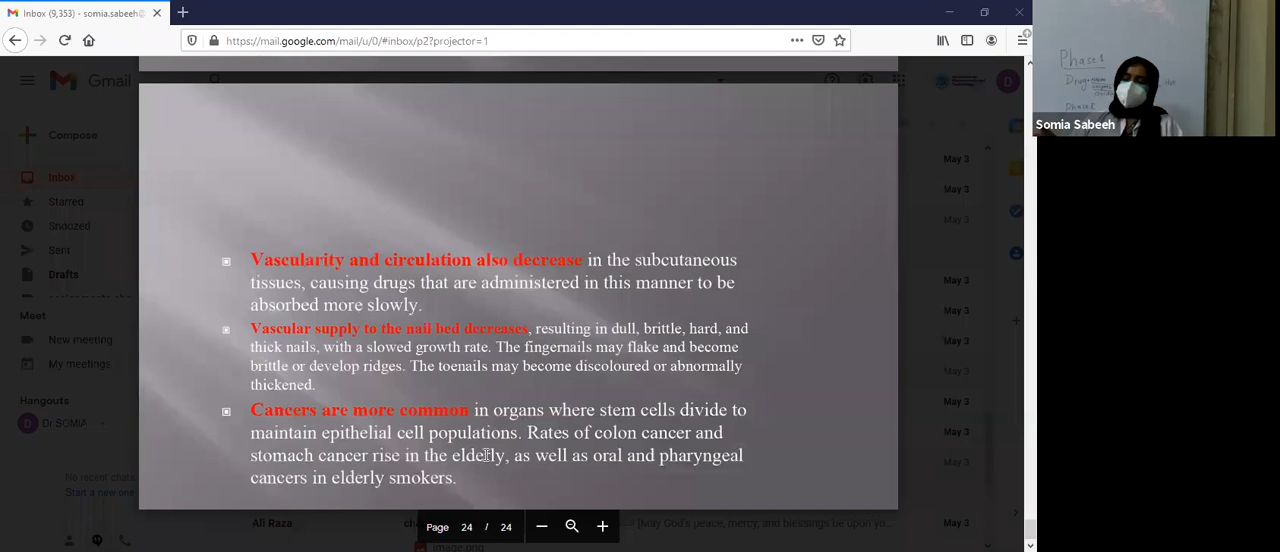 Inbox (9,353) - somia.sabeeh@
https://mail.google.com/mail/u/0/#inbox/p2?projector=1
Gmail
Compose
Inbox
Starred
Snoozed
Sent
Drafts
Meet
New meeting
My meetings
Hangouts
Dr SOMIA
No recent chats
Start a new one
D
D
May 3
May 3
May 3
May 3
May 3
May 3
May 3
May 3
Vascularity and circulation also decrease in the subcutaneous
tissues, causing drugs that are administered in this manner to be
absorbed more slowly.
Vascular supply to the nail bed decreases, resulting in dull, brittle, hard, and
thick nails, with a slowed growth rate. The fingernails may flake and become
brittle or develop ridges. The toenails may become discoloured or abnormally
thickened.
Cancers are more common in organs where stem cells divide to
maintain epithelial cell populations. Rates of colon cancer and
stomach cancer rise in the elderly, as well as oral and pharyngeal
cancers in elderly smokers.
Page 24 / 24
Ali Raza
[May God's peace, mercy, and blessings be upon yo...
May 3
image.png
Phase1
Drug
phase
Somia Sabeeh